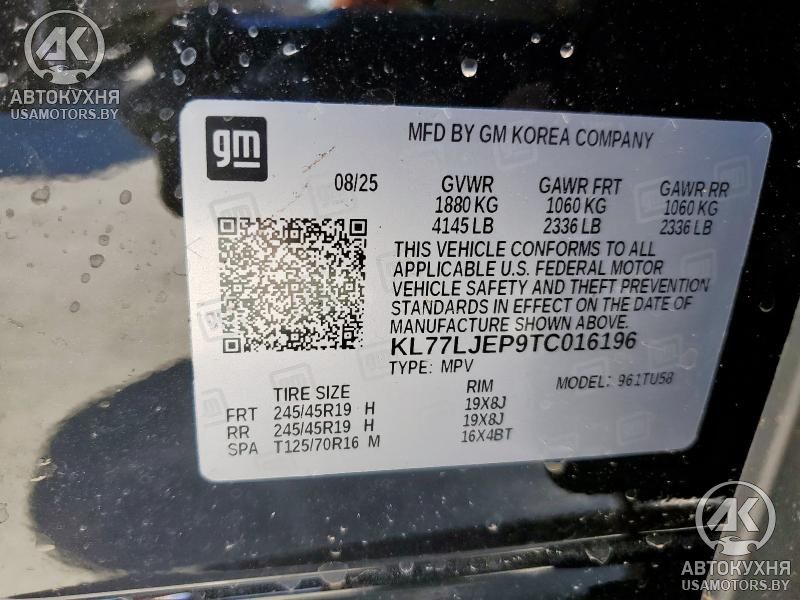 AK
АВТОКУХНЯ
USAMOTORS.BY
gm
MFD BY GM KOREA COMPANY
08/25 GVWR GAWR FRT GAWR RR
1880 KG 1060 KG 1060 KG
4145 LB 2336 LB 2336 LB
THIS VEHICLE CONFORMS TO ALL
APPLICABLE U.S. FEDERAL MOTOR
VEHICLE SAFETY AND THEFT PREVENTION
STANDARDS IN EFFECT ON THE DATE OF
MANUFACTURE SHOWN ABOVE.
KL77LJEP9TC016196
TYPE: MPV MODEL: 961TU58
TIRE SIZE RIM
FRT 245/45R19 H 19X8J
RR 245/45R19 H 19X8J
SPA T125/70R16 M 16X4BT
AK
АВТОКУХНЯ
USAMOTORS.BY